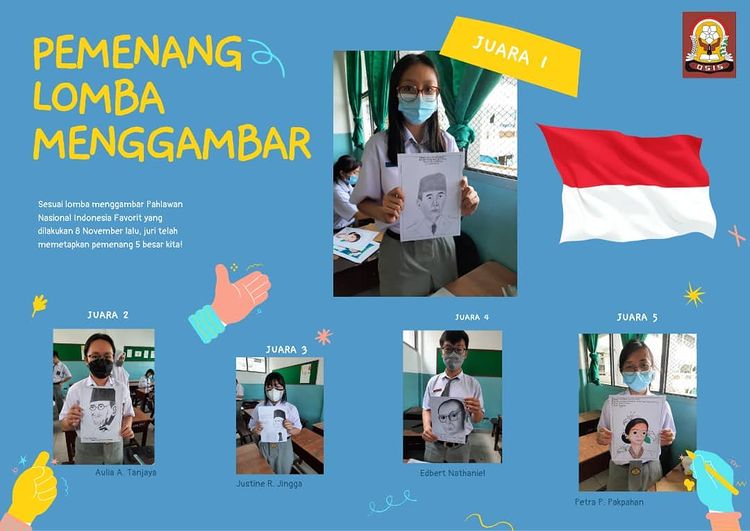 PEMENANG
LOMBA
MENGGAMBAR
JUARA 1
OSIS
Sesuai lomba menggambar Pahlawan
Nasional Indonesia Favorit yang
dilakukan 8 November lalu, juri telah
memetapkan pemenang 5 besar kita!
JUARA 2
JUARA 3
JUARA 4
JUARA 5
Aulia A. Tanjaya
Justine R. Jingga
Edbert Nathaniel
Petra P. Pakpahan